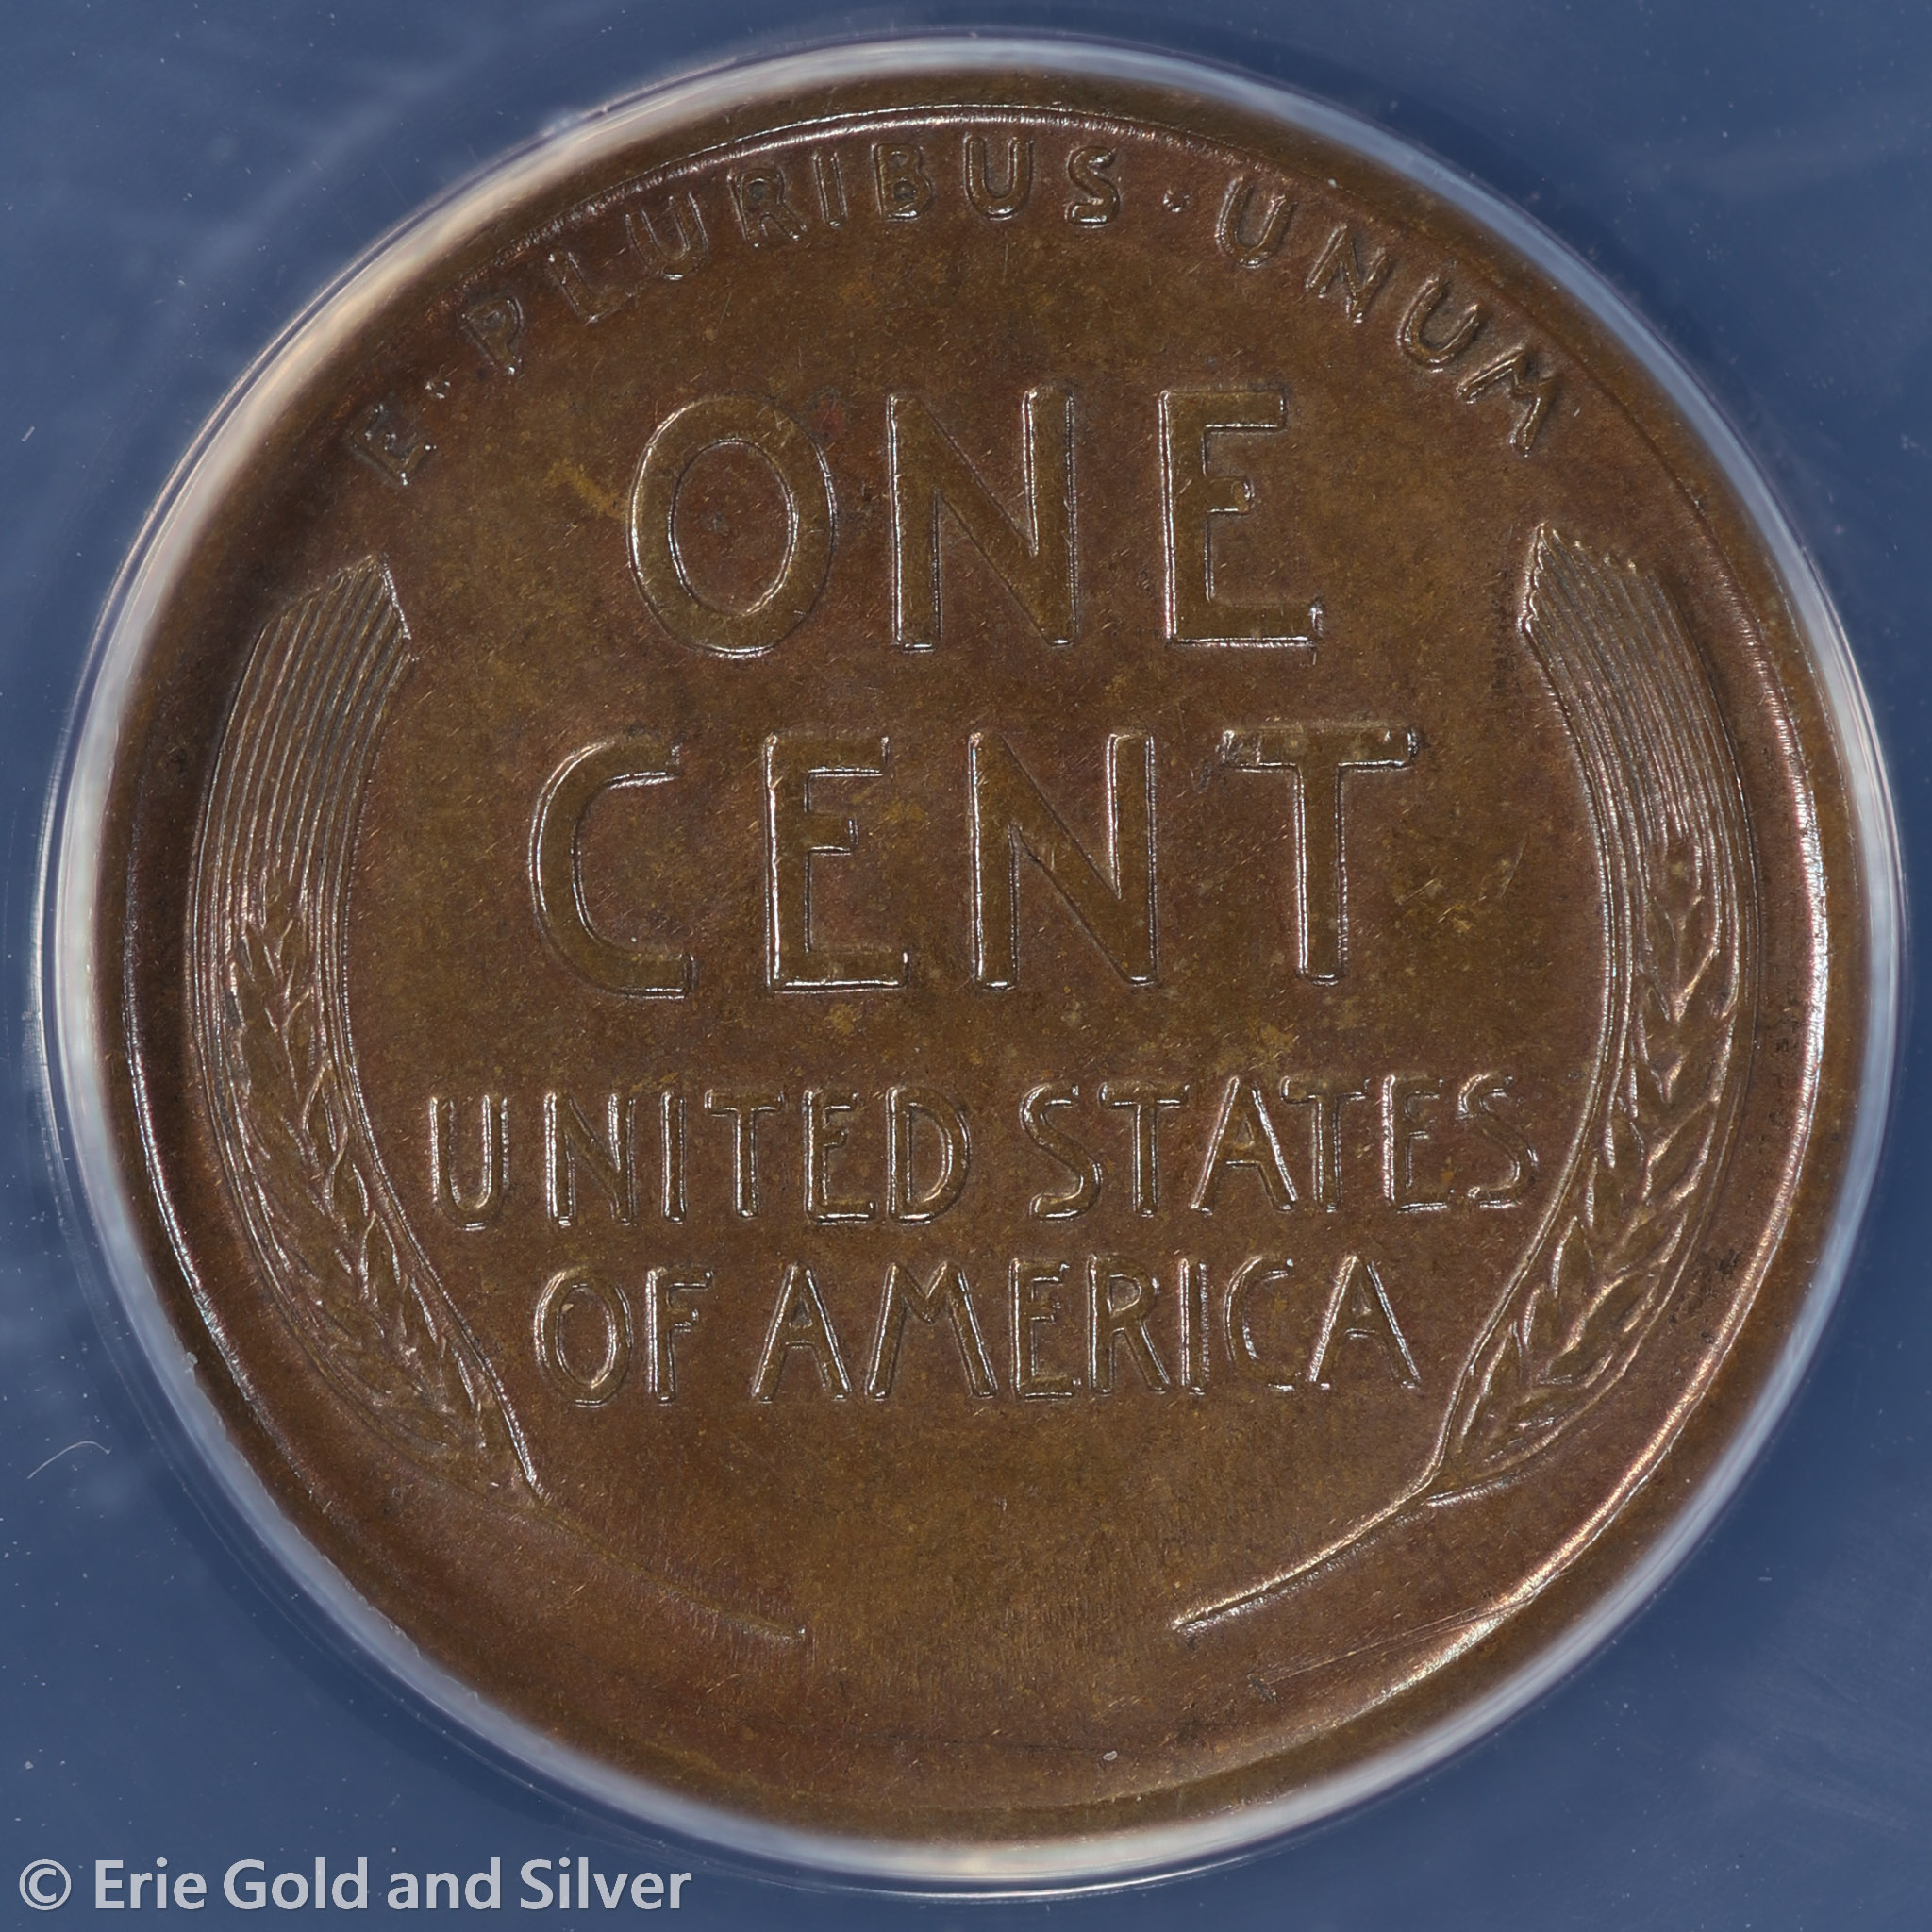 E · PLURIBUS · UNUM
ONE
CENT
UNITED STATES
OF AMERICA
© Erie Gold and Silver